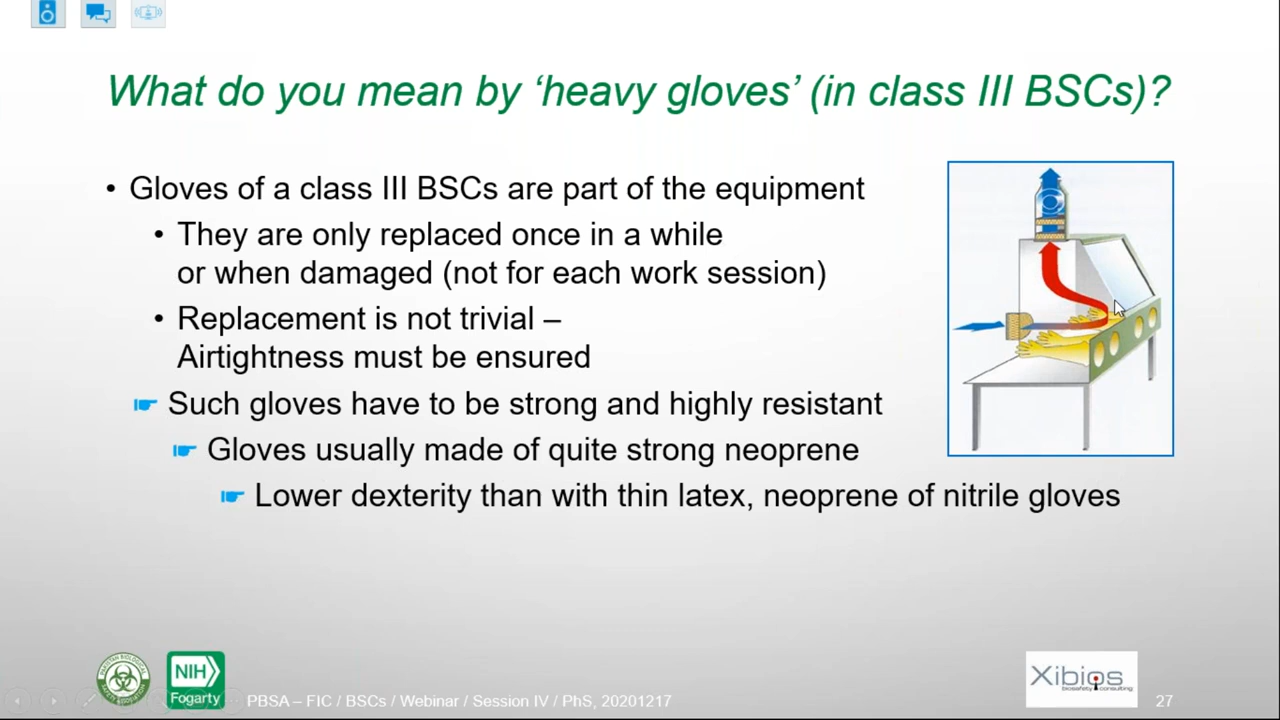 What do you mean by ‘heavy gloves’ (in class III BSCs)?
• Gloves of a class III BSCs are part of the equipment
• They are only replaced once in a while
or when damaged (not for each work session)
• Replacement is not trivial –
Airtightness must be ensured
Such gloves have to be strong and highly resistant
Gloves usually made of quite strong neoprene
Lower dexterity than with thin latex, neoprene of nitrile gloves
NIH
Fogarty
PBSA – FIC / BSCs / Webinar / Session IV / PhS, 20201217
Xibios
biosafety consulting
27